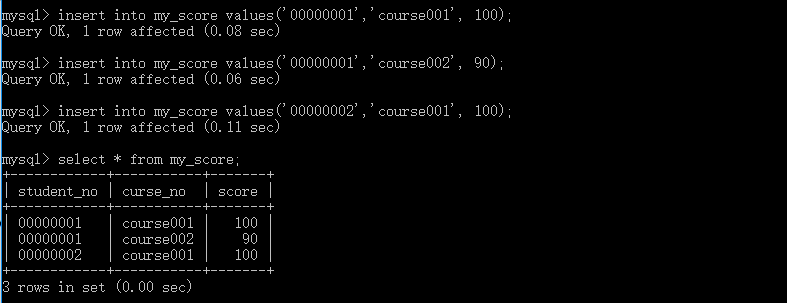 mysql> insert into my_score values('00000001','course001', 100);
Query OK, 1 row affected (0.08 sec)
mysql> insert into my_score values('00000001','course002', 90);
Query OK, 1 row affected (0.06 sec)
mysql> insert into my_score values('00000002','course001', 100);
Query OK, 1 row affected (0.11 sec)
mysql> select * from my_score;
+------------+-----------+-------+
| student_no | curse_no | score |
+------------+-----------+-------+
| 00000001 | course001 | 100 |
| 00000001 | course002 | 90 |
| 00000002 | course001 | 100 |
+------------+-----------+-------+
3 rows in set (0.00 sec)